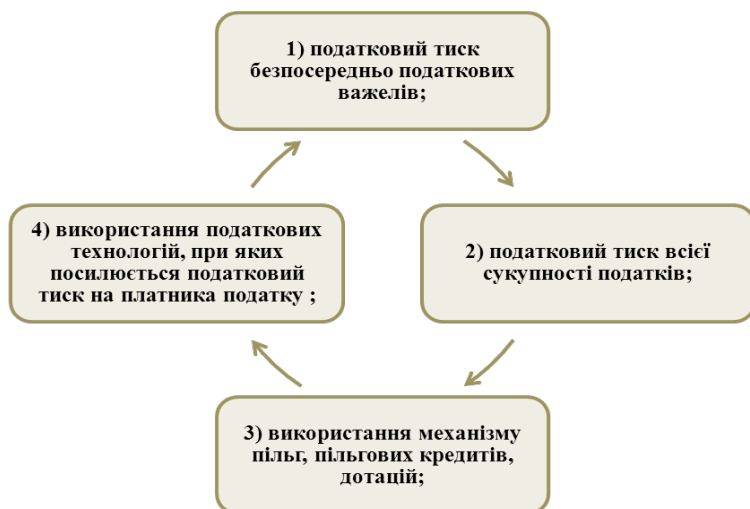 1) податковий тиск
безпосередньо податкових
важелів;
2) податковий тиск всієї
сукупності податків;
3) використання механізму
пільг, пільгових кредитів,
дотацій;
4) використання податкових
технологій, при яких
посилюється податковий
тиск на платника податку ;